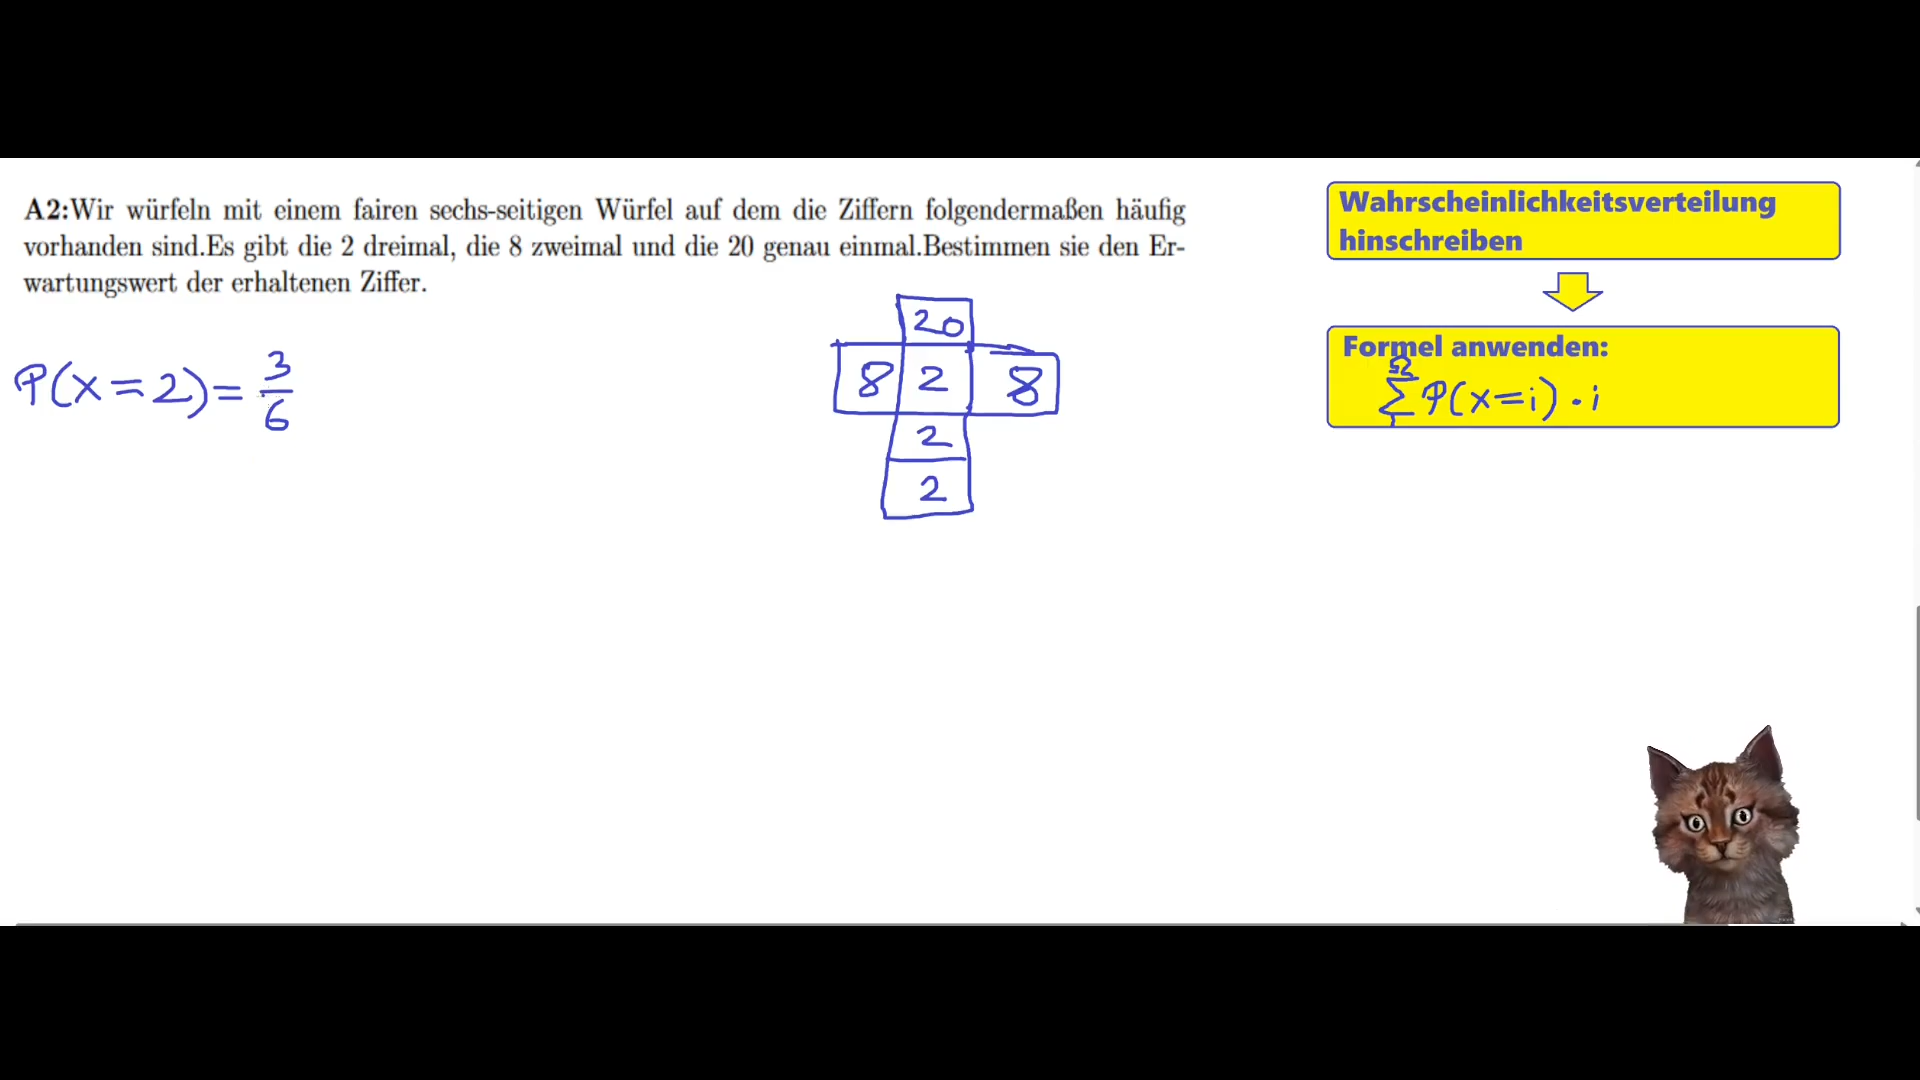 A2:Wir würfeln mit einem fairen sechs-seitigen Würfel auf dem die Ziffern folgendermaßen häufig
vorhanden sind.Es gibt die 2 dreimal, die 8 zweimal und die 20 genau einmal.Bestimmen sie den Er-
wartungswert der erhaltenen Ziffer.
P(X=2)=3/6
20
8 2 8
2
2
Wahrscheinlichkeitsverteilung
hinschreiben
Formel anwenden:
Ω
∑ P(X=i)·i